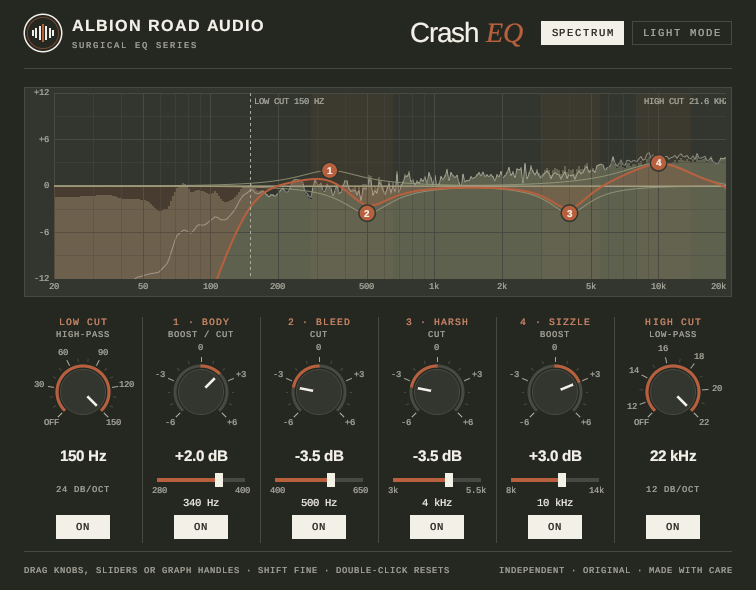 ALBION ROAD AUDIO
SURGICAL EQ SERIES
Crash EQ
SPECTRUM
LIGHT MODE
+12
+6
0
-6
-12
LOW CUT 150 HZ
HIGH CUT 21.6 KHZ
1
2
3
4
20
50
100
200
500
1k
2k
5k
10k
20k
LOW CUT
HIGH-PASS
60
90
30
120
OFF
150
150 Hz
24 DB/OCT
ON
1 · BODY
BOOST / CUT
0
-3
+3
-6
+6
+2.0 dB
280
400
340 Hz
ON
2 · BLEED
CUT
0
-3
+3
-6
+6
-3.5 dB
400
650
500 Hz
ON
3 · HARSH
CUT
0
-3
+3
-6
+6
-3.5 dB
3k
5.5k
4 kHz
ON
4 · SIZZLE
BOOST
0
-3
+3
-6
+6
+3.0 dB
8k
14k
10 kHz
ON
HIGH CUT
LOW-PASS
16
18
14
20
12
OFF
22
22 kHz
12 DB/OCT
ON
DRAG KNOBS, SLIDERS OR GRAPH HANDLES · SHIFT FINE · DOUBLE-CLICK RESETS
INDEPENDENT · ORIGINAL · MADE WITH CARE